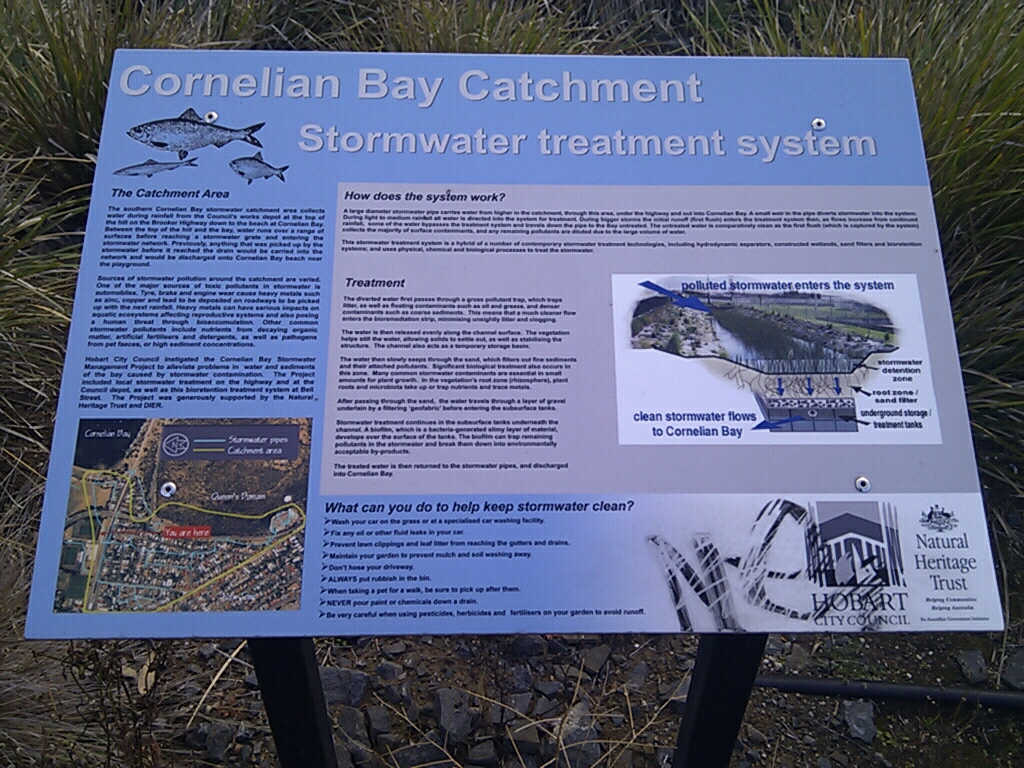 Cornelian Bay Catchment
Stormwater treatment system
The Catchment Area
The southern Cornelian Bay stormwater catchment area collects
water during rainfall from the Council's works depot at the top of
the hill on the Brooker Highway down to the beach at Cornelian Bay.
Between the top of the hill and the bay, water runs over a range of
surfaces before reaching a stormwater grate and entering the
stormwater network. Previously, anything that was picked up by the
stormwater before it reached the drain would be carried into the
network and would be discharged onto Cornelian Bay beach near
the playground.
Sources of stormwater pollution around the catchment are varied.
One of the major sources of toxic pollutants in stormwater is
automobiles. Tyre, brake and engine wear cause heavy metals such
as zinc, copper and lead to be deposited on roadways to be picked
up with the next rainfall. Heavy metals can have serious impacts on
aquatic ecosystems affecting reproductive systems and also posing
a human threat through bioaccumulation. Other common
stormwater pollutants include nutrients from decaying organic
matter, artificial fertilisers and detergents, as well as pathogens
from pet faeces, or high sediment concentrations.
Hobart City Council instigated the Cornelian Bay Stormwater
Management Project to alleviate problems in water and sediments
of the bay caused by stormwater contamination. The Project
included local stormwater treatment on the highway and at the
Council depot, as well as this bioretention treatment system at Bell
Street. The Project was generously supported by the Natural
Heritage Trust and DIER.
Cornelian Bay
Stormwater pipes
Catchment area
Queen's Domain
You are here
How does the system work?
A large diameter stormwater pipe carries water from higher in the catchment, through this area, under the highway and out into Cornelian Bay. A small weir in the pipe diverts stormwater into the system.
During light to medium rainfall all water is directed into the system for treatment. During bigger storms the initial runoff (first flush) enters the treatment system then, as flows increase from continued
rainfall, some of the water bypasses the treatment system and travels down the pipe to the Bay untreated. The untreated water is comparatively clean as the first flush (which is captured by the system)
collects the majority of surface contaminants, and any remaining pollutants are diluted due to the large volume of water.
This stormwater treatment system is a hybrid of a number of contemporary stormwater treatment technologies, including hydrodynamic separators, constructed wetlands, sand filters and bioretention
systems; and uses physical, chemical and biological processes to treat the stormwater.
Treatment
The diverted water first passes through a gross pollutant trap, which traps
litter, as well as floating contaminants such as oil and grease, and denser
contaminants such as coarse sediments. This means that a much cleaner flow
enters the bioremediation strip, minimising unsightly litter and clogging.
The water is then released evenly along the channel surface. The vegetation
helps still the water, allowing solids to settle out, as well as stabilising the
structure. The channel also acts as a temporary storage basin.
The water then slowly seeps through the sand, which filters out fine sediments
and their attached pollutants. Significant biological treatment also occurs in
this zone. Many common stormwater contaminants are essential in small
amounts for plant growth. In the vegetation's root zone (rhizosphere), plant
roots and microbiota take up or trap nutrients and trace metals.
After passing through the sand, the water travels through a layer of gravel
underlain by a filtering 'geofabric' before entering the subsurface tanks.
Stormwater treatment continues in the subsurface tanks underneath the
channel. A biofilm, which is a bacteria-generated slimy layer of material,
develops over the surface of the tanks. The biofilm can trap remaining
pollutants in the stormwater and break them down into environmentally
acceptable by-products.
The treated water is then returned to the stormwater pipes, and discharged
into Cornelian Bay.
polluted stormwater enters the system
stormwater
detention
zone
root zone /
sand filter
underground storage /
treatment tanks
clean stormwater flows
to Cornelian Bay
What can you do to help keep stormwater clean?
Wash your car on the grass or at a specialised car washing facility.
Fix any oil or other fluid leaks in your car.
Prevent lawn clippings and leaf litter from reaching the gutters and drains.
Maintain your garden to prevent mulch and soil washing away.
Don't hose your driveway.
ALWAYS put rubbish in the bin.
When taking a pet for a walk, be sure to pick up after them.
NEVER pour paint or chemicals down a drain.
Be very careful when using pesticides, herbicides and fertilisers on your garden to avoid runoff.
HOBART
CITY COUNCIL
Natural
Heritage
Trust
Helping Communities
Helping Australia
An Australian Government Initiative